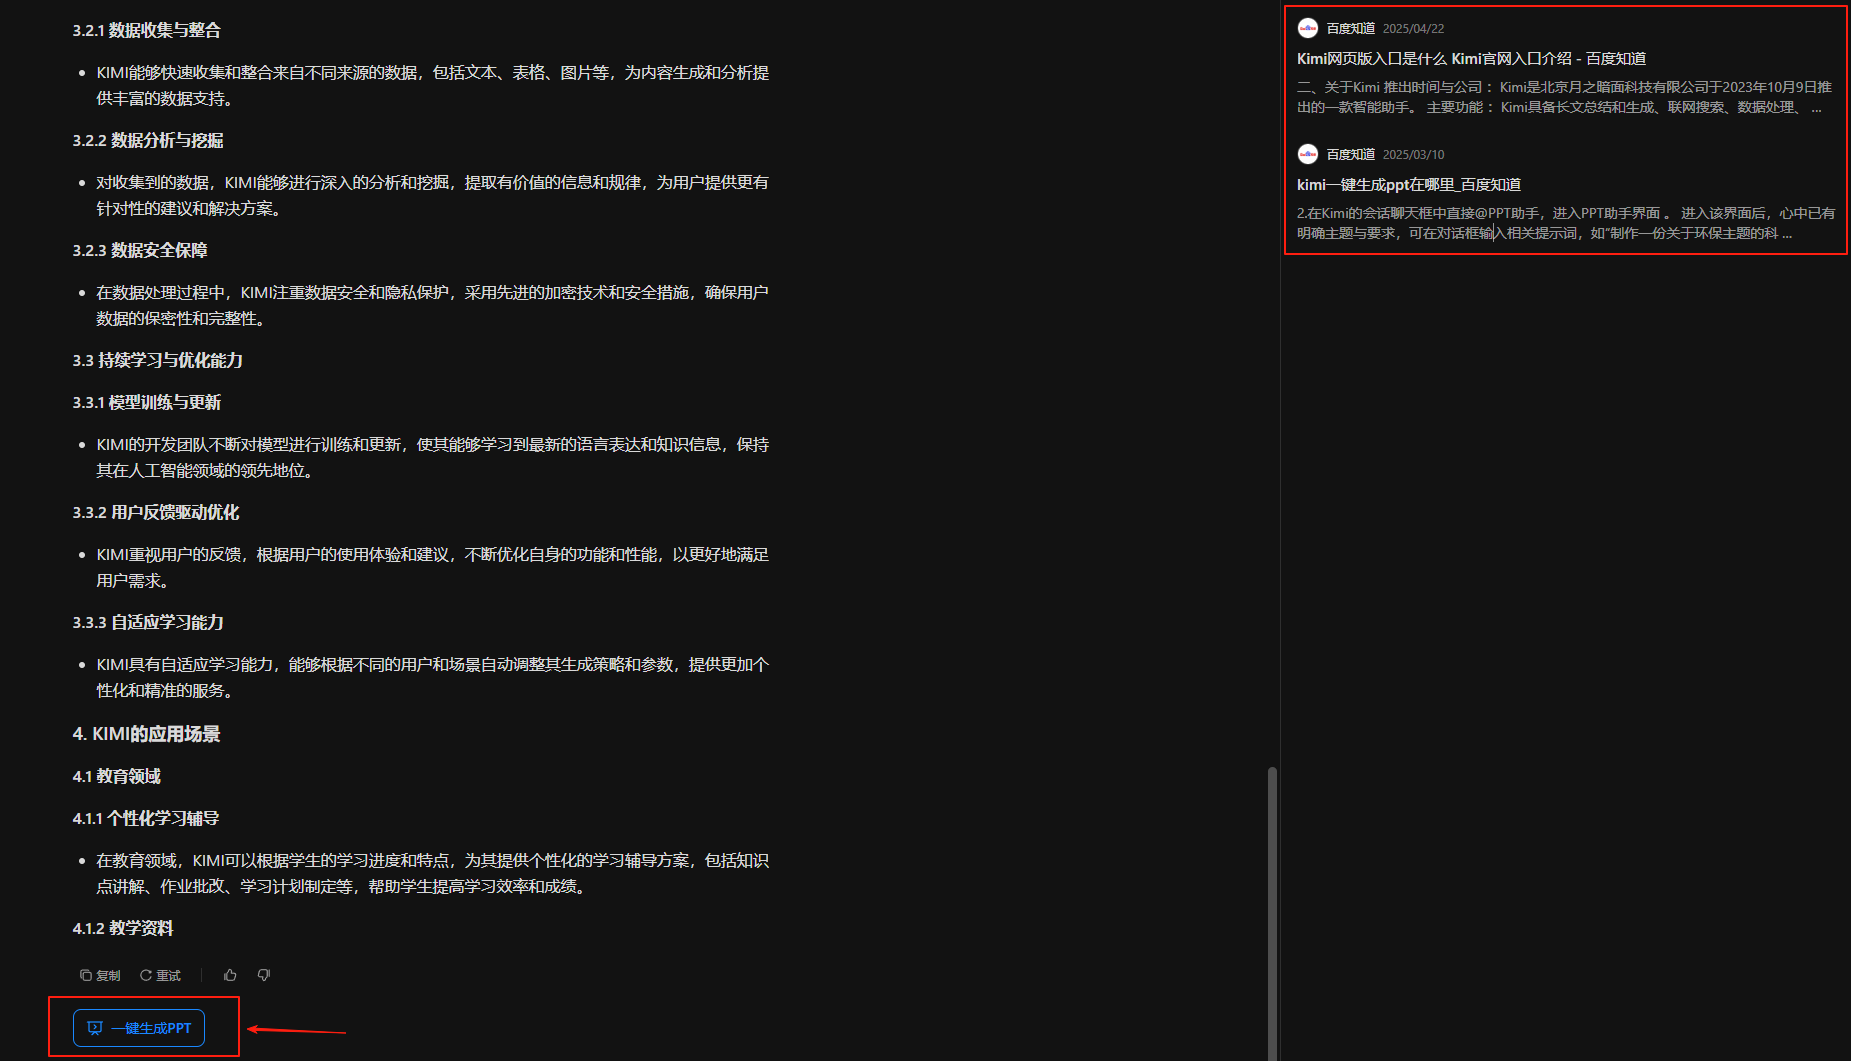 3.2.1 数据收集与整合
KIMI能够快速收集和整合来自不同来源的数据，包括文本、表格、图片等，为内容生成和分析提
供丰富的数据支持。
3.2.2 数据分析与挖掘
对收集到的数据，KIMI能够进行深入的分析和挖掘，提取有价值的信息和规律，为用户提供更有
针对性的建议和解决方案。
3.2.3 数据安全保障
在数据处理过程中，KIMI注重数据安全和隐私保护，采用先进的加密技术和安全措施，确保用户
数据的保密性和完整性。
3.3 持续学习与优化能力
3.3.1 模型训练与更新
KIMI的开发团队不断对模型进行训练和更新，使其能够学习到最新的语言表达和知识信息，保持
其在人工智能领域的领先地位。
3.3.2 用户反馈驱动优化
KIMI重视用户的反馈，根据用户的使用体验和建议，不断优化自身的功能和性能，以更好地满足
用户需求。
3.3.3 自适应学习能力
KIMI具有自适应学习能力，能够根据不同的用户和场景自动调整其生成策略和参数，提供更加个
性化和精准的服务。
4. KIMI的应用场景
4.1 教育领域
4.1.1 个性化学习辅导
在教育领域，KIMI可以根据学生的学习进度和特点，为其提供个性化的学习辅导方案，包括知识
点讲解、作业批改、学习计划制定等，帮助学生提高学习效率和成绩。
4.1.2 教学资料
复制 重试
一键生成PPT
百度知道 2025/04/22
Kimi网页版入口是什么 Kimi官网入口介绍 - 百度知道
二、关于Kimi 推出时间与公司： Kimi是北京月之暗面科技有限公司于2023年10月9日推
出的一款智能助手。 主要功能： Kimi具备长文总结和生成、联网搜索、数据处理、 ...
百度知道 2025/03/10
kimi一键生成ppt在哪里_百度知道
2.在Kimi的会话聊天框中直接@PPT助手，进入PPT助手界面 。 进入该界面后，心中已有
明确主题与要求，可在对话框输入相关提示词，如“制作一份关于环保主题的科 ...